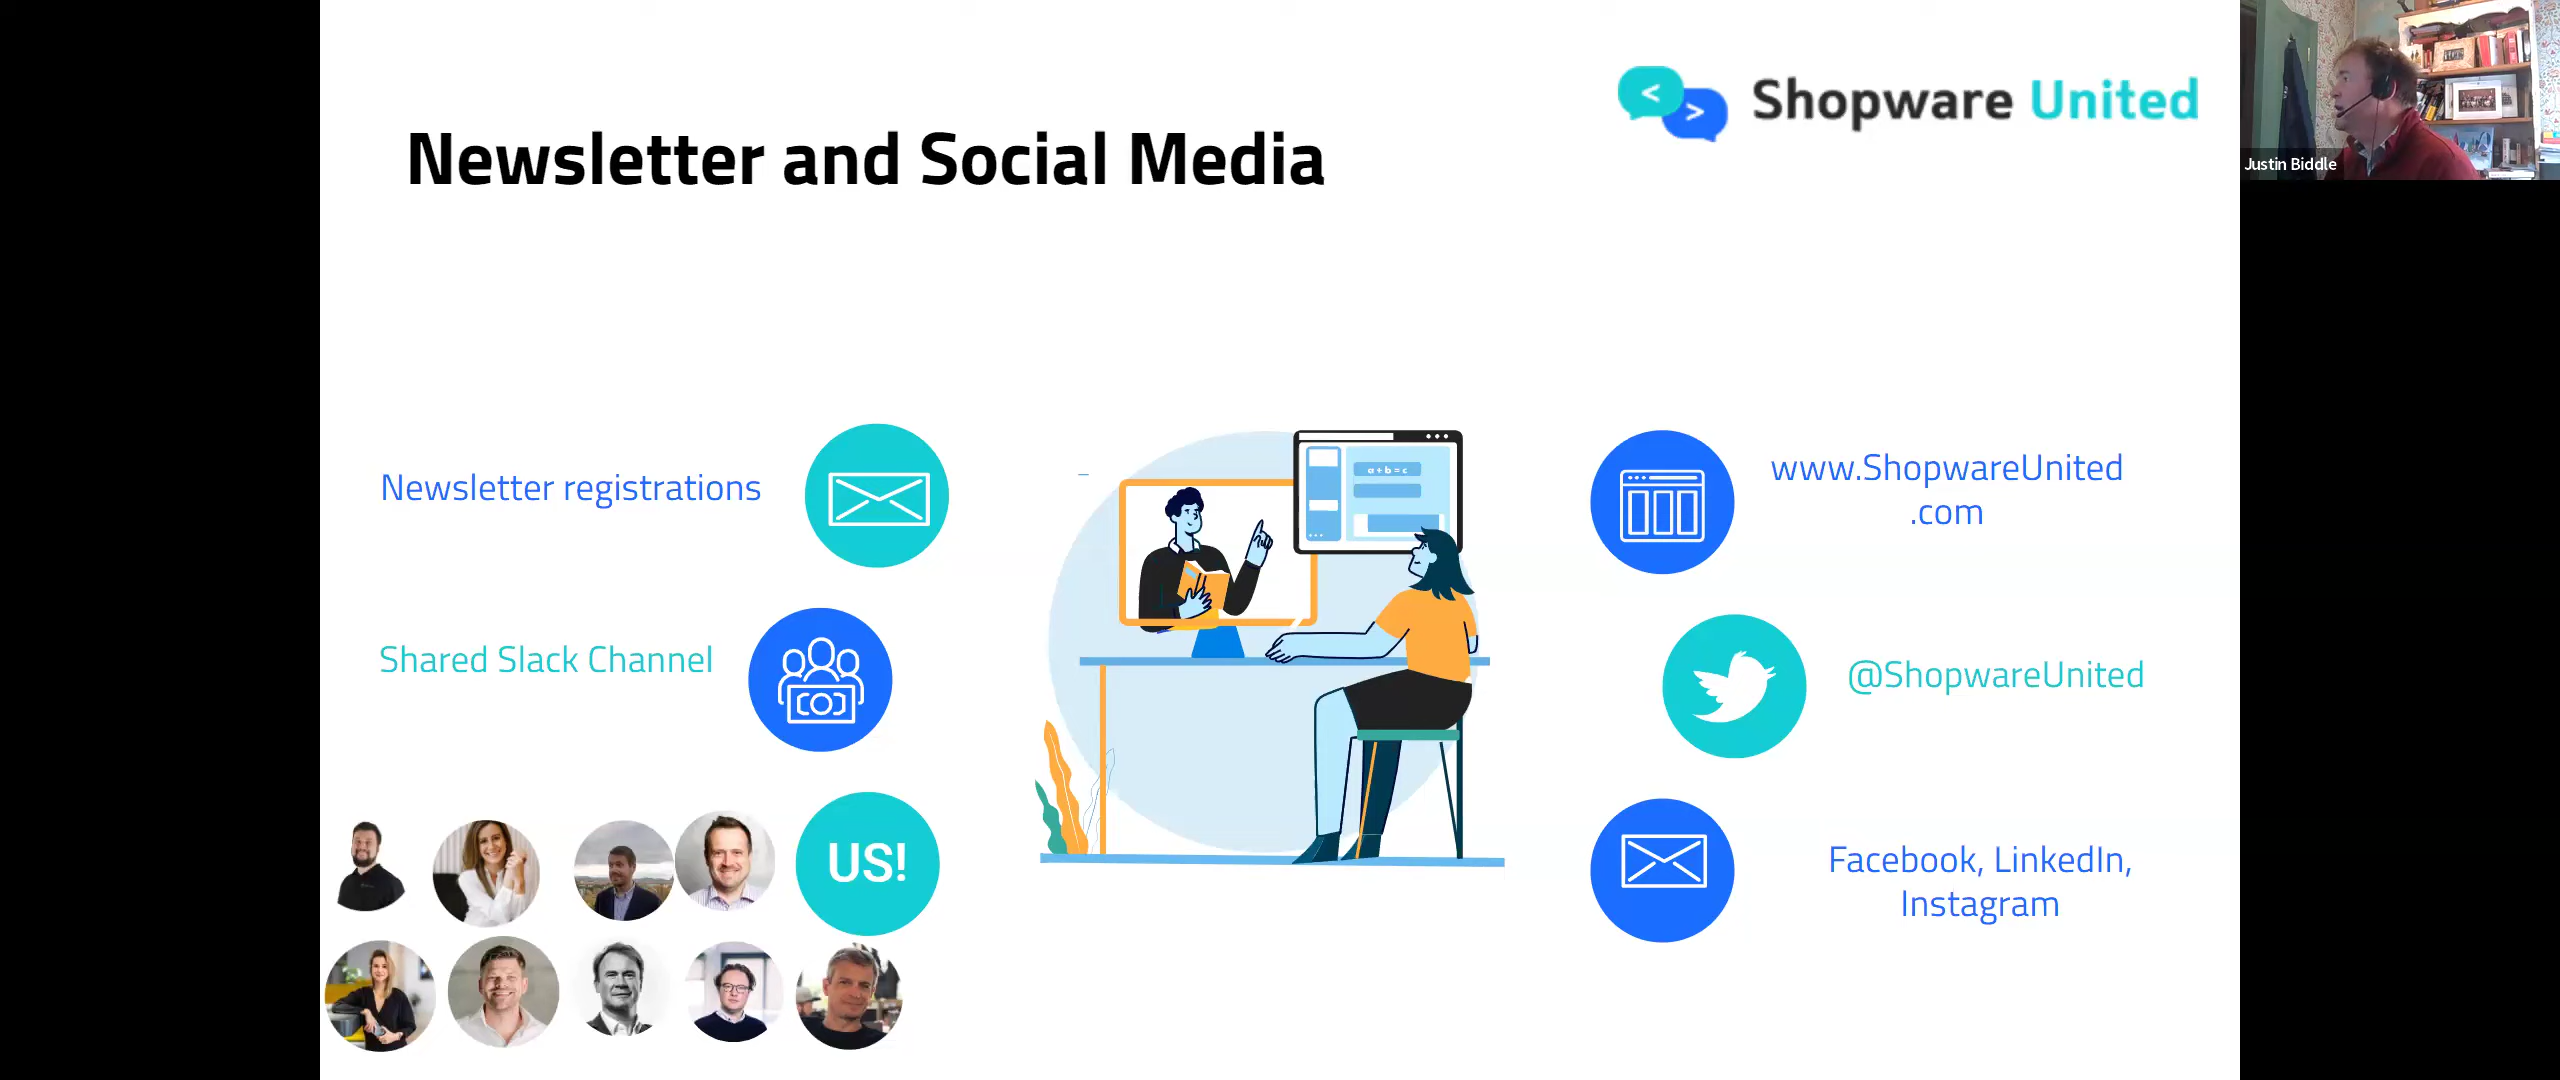 Shopware United
Justin Biddle
Newsletter and Social Media
Newsletter registrations
Shared Slack Channel
US!
a+b=c
www.ShopwareUnited
.com
@ShopwareUnited
Facebook, LinkedIn,
Instagram